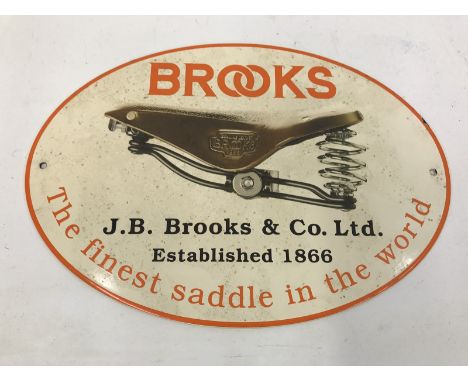 BROOKS
J.B. Brooks & Co. Ltd.
Established 1866
The finest saddle in the world